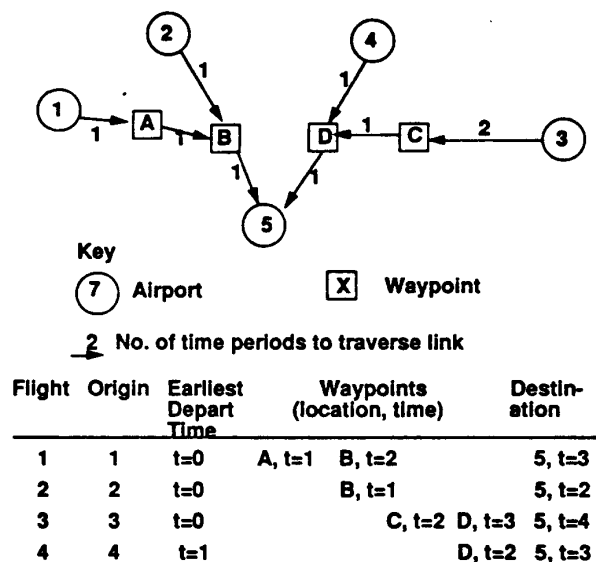 2
4
1
1
1
A
B
D
C
3
1
1
1
2
1
1
5
Key
7 Airport
X Waypoint
2 No. of time periods to traverse link
Flight Origin Earliest Depart Time Waypoints (location, time) Destin-ation
1 1 t=0 A, t=1 B, t=2 5, t=3
2 2 t=0 B, t=1 5, t=2
3 3 t=0 C, t=2 D, t=3 5, t=4
4 4 t=1 D, t=2 5, t=3